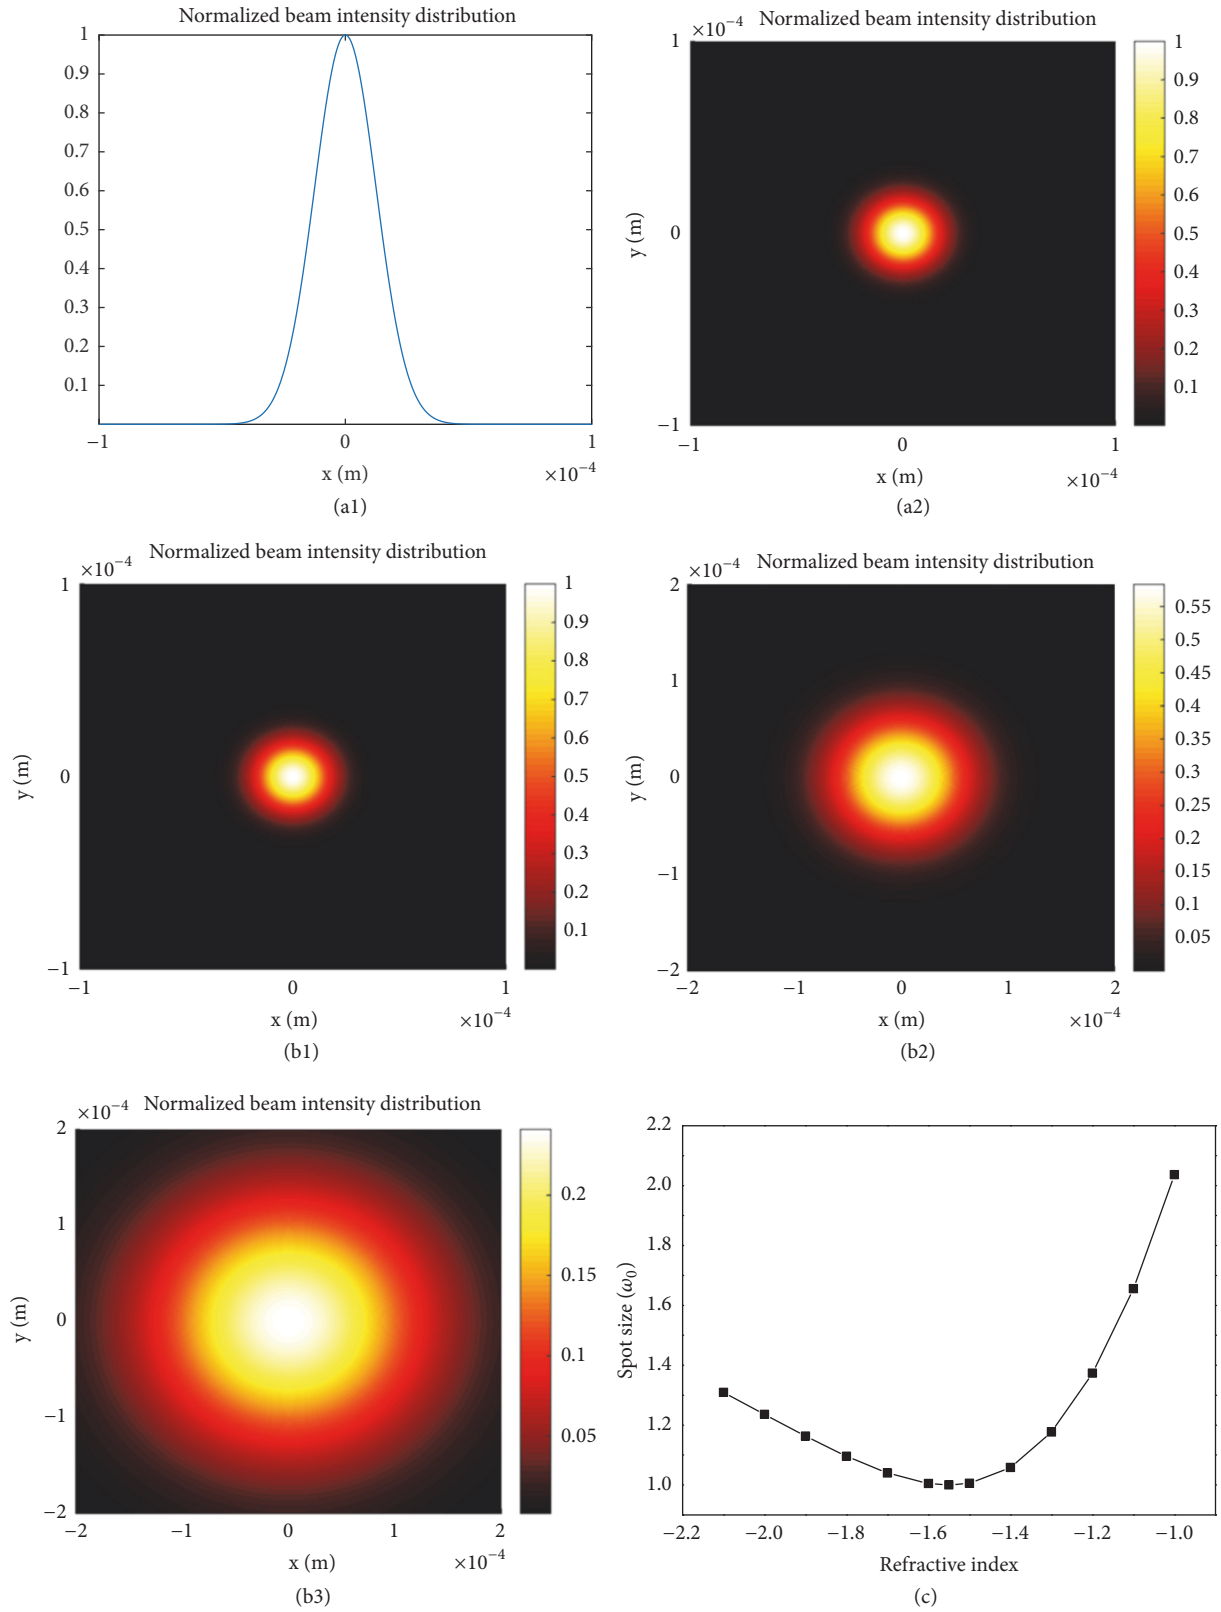 Normalized beam intensity distribution
1
0.9
0.8
0.7
0.6
0.5
0.4
0.3
0.2
0.1
−1 0 1
x (m) ×10−4
(a1)
Normalized beam intensity distribution
×10−4
1
0
−1
y (m)
−1 0 1
x (m) ×10−4
1
0.9
0.8
0.7
0.6
0.5
0.4
0.3
0.2
0.1
(a2)
Normalized beam intensity distribution
×10−4
1
0
−1
y (m)
−1 0 1
x (m) ×10−4
1
0.9
0.8
0.7
0.6
0.5
0.4
0.3
0.2
0.1
(b1)
Normalized beam intensity distribution
×10−4
2
1
0
−1
−2
y (m)
−2 −1 0 1 2
x (m) ×10−4
0.55
0.5
0.45
0.4
0.35
0.3
0.25
0.2
0.15
0.1
0.05
(b2)
Normalized beam intensity distribution
×10−4
2
1
0
−1
−2
y (m)
−2 −1 0 1 2
x (m) ×10−4
0.2
0.15
0.1
0.05
(b3)
2.2
2.0
1.8
1.6
1.4
1.2
1.0
Spot size (ω0)
−2.2 −2.0 −1.8 −1.6 −1.4 −1.2 −1.0
Refractive index
(c)